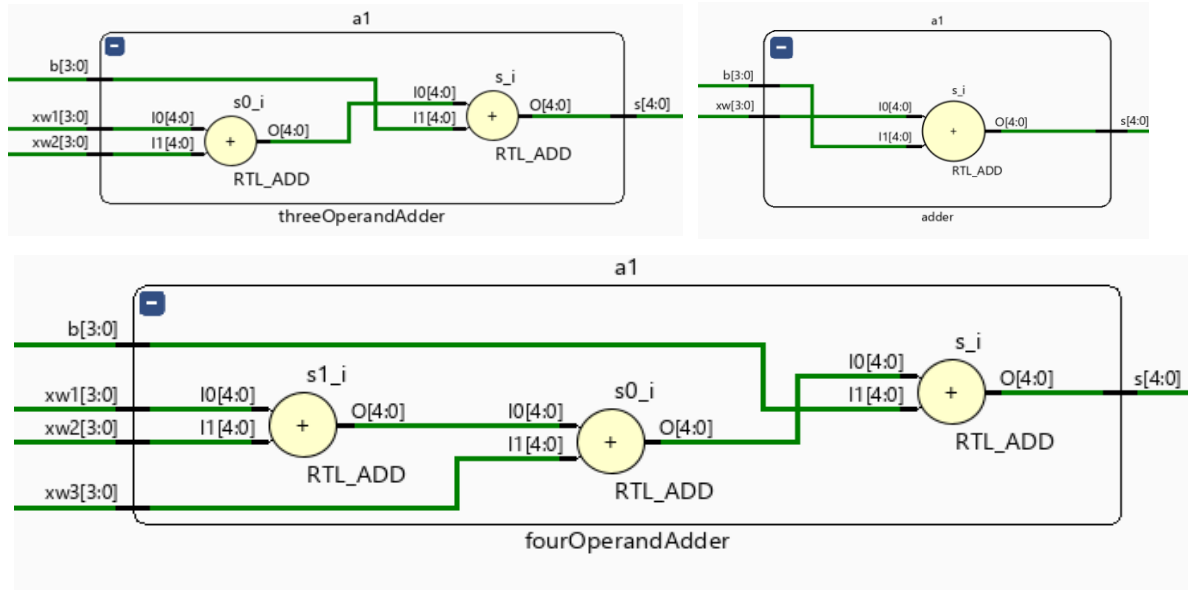 a1
b[3:0]
xw1[3:0]
xw2[3:0]
I0[4:0]
I1[4:0]
s0_i
+
O[4:0]
RTL_ADD
I0[4:0]
I1[4:0]
s_i
+
O[4:0]
RTL_ADD
s[4:0]
threeOperandAdder
a1
b[3:0]
xw[3:0]
I0[4:0]
I1[4:0]
s_i
+
O[4:0]
RTL_ADD
s[4:0]
adder
a1
b[3:0]
xw1[3:0]
xw2[3:0]
xw3[3:0]
I0[4:0]
I1[4:0]
s1_i
+
O[4:0]
RTL_ADD
I0[4:0]
I1[4:0]
s0_i
+
O[4:0]
RTL_ADD
I0[4:0]
I1[4:0]
s_i
+
O[4:0]
RTL_ADD
s[4:0]
fourOperandAdder